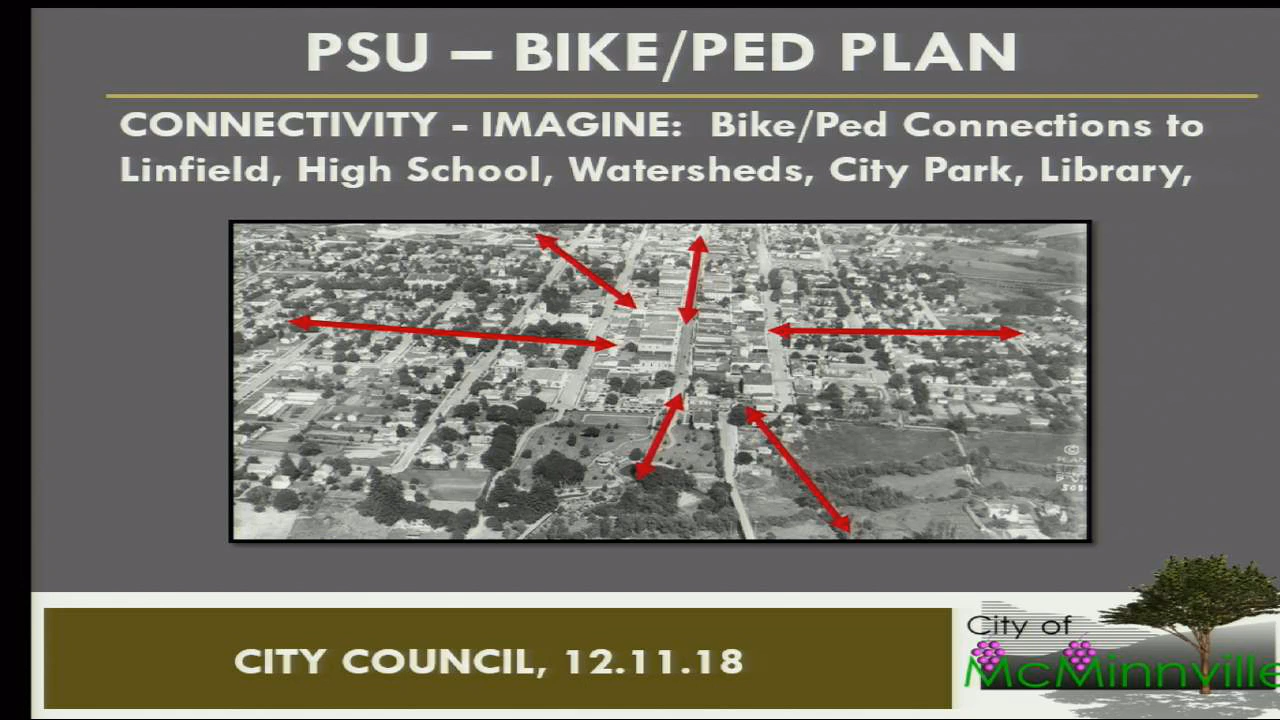 PSU – BIKE/PED PLAN
CONNECTIVITY - IMAGINE: Bike/Ped Connections to
Linfield, High School, Watersheds, City Park, Library,
CITY COUNCIL, 12.11.18
City of
McMinnville